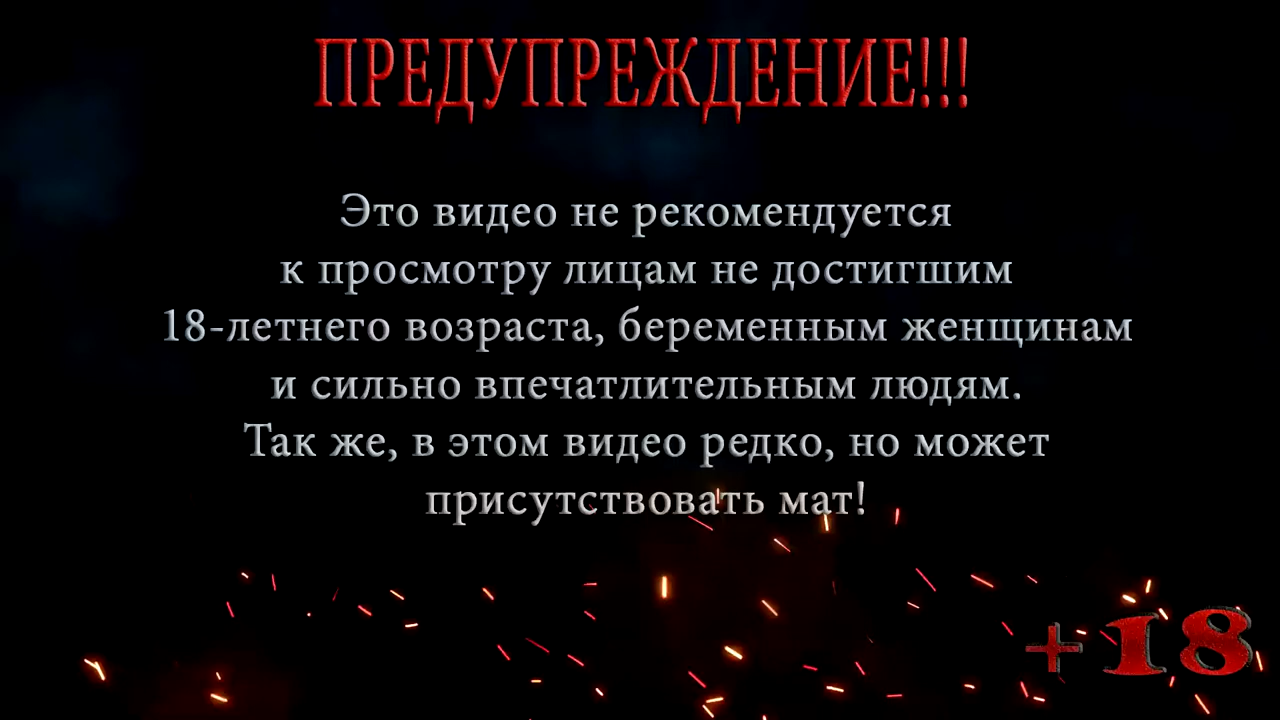 ПРЕДУПРЕЖДЕНИЕ!!!
Это видео не рекомендуется
к просмотру лицам не достигшим
18-летнего возраста, беременным женщинам
и сильно впечатлительным людям.
Так же, в этом видео редко, но может
присутствовать мат!
+18